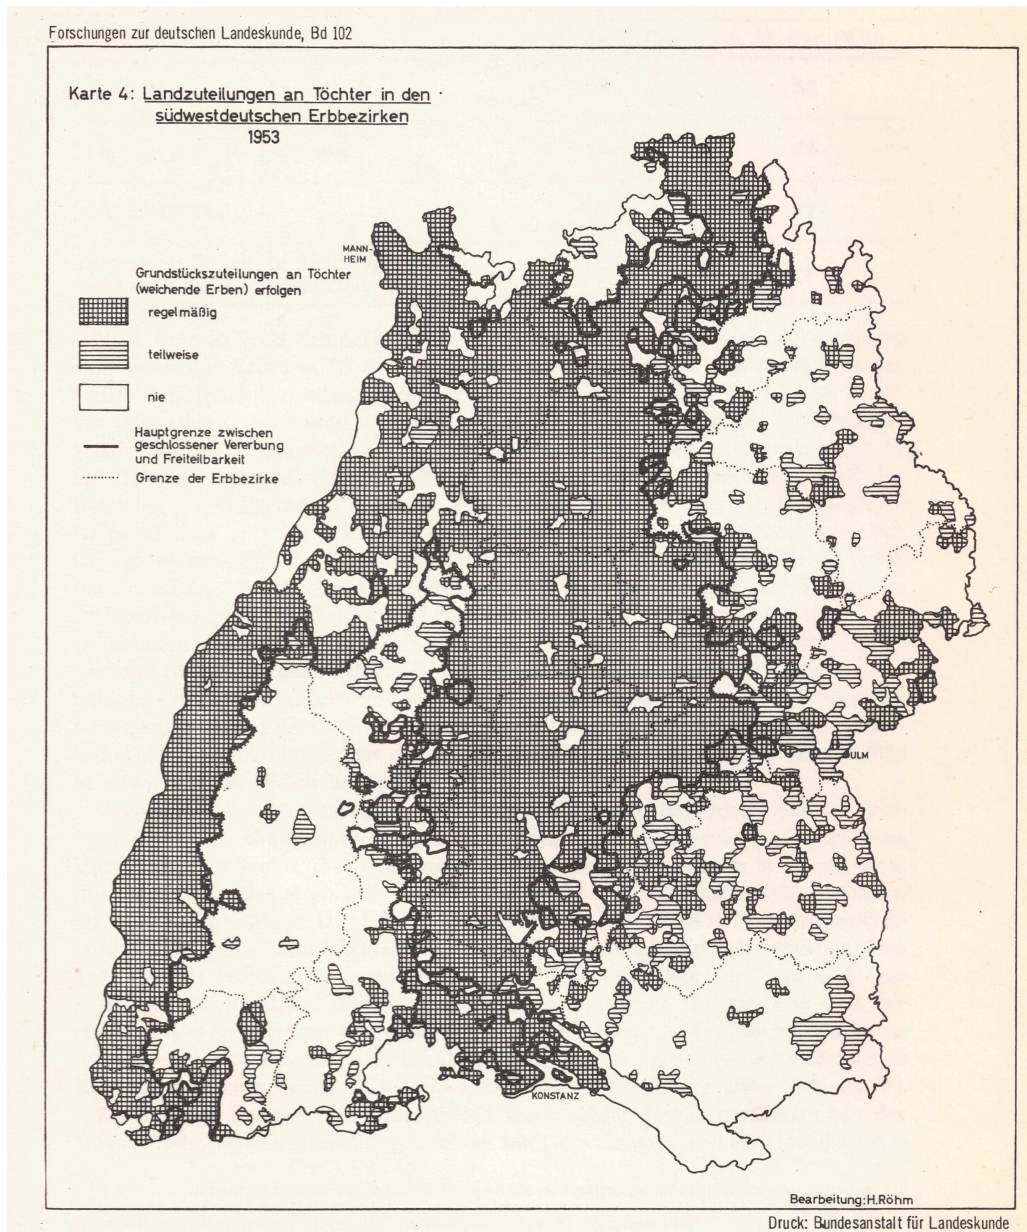 Forschungen zur deutschen Landeskunde, Bd 102
Karte 4: Landzuteilungen an Töchter in den
südwestdeutschen Erbbezirken
1953
MANN-
HEIM
Grundstückszuteilungen an Töchter
(weichende Erben) erfolgen
regelmäßig
teilweise
nie
Hauptgrenze zwischen
geschlossener Vererbung
und Freiteilbarkeit
Grenze der Erbbezirke
ULM
KONSTANZ
Bearbeitung: H.Röhm
Druck: Bundesanstalt für Landeskunde